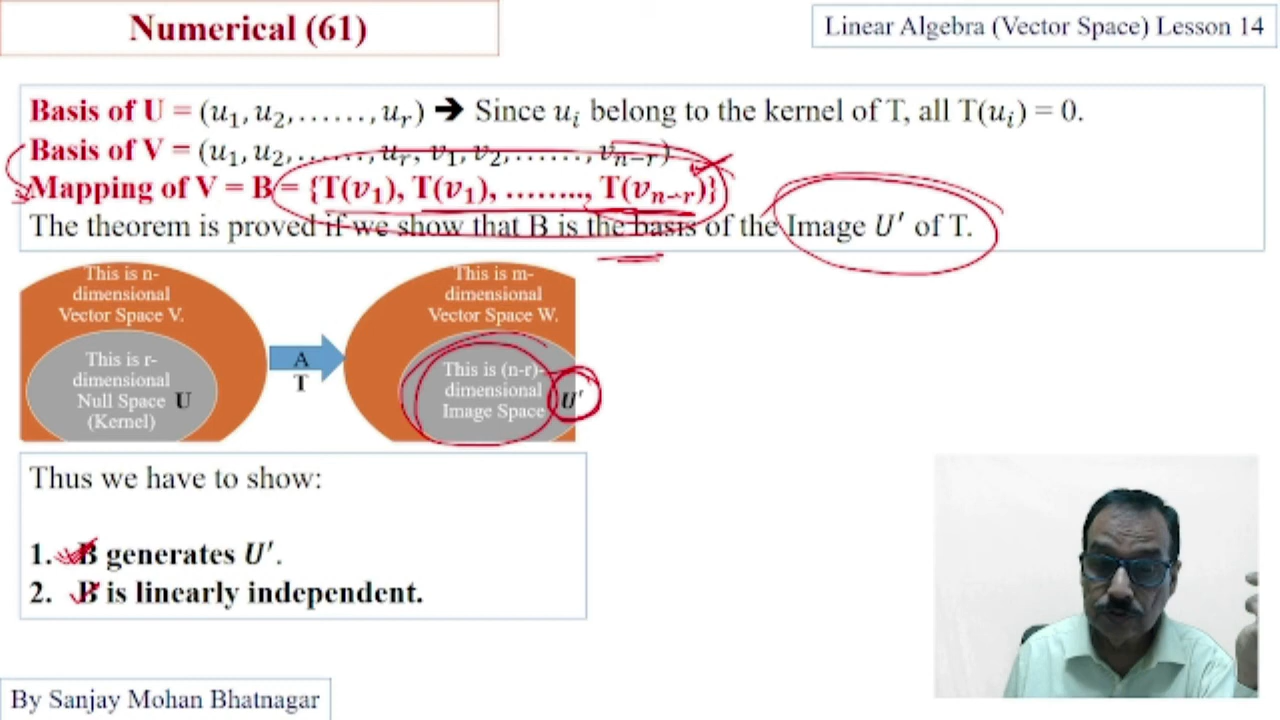 Numerical (61)
Linear Algebra (Vector Space) Lesson 14
Basis of U = (u₁, u₂, ......, uᵣ) ➔ Since uᵢ belong to the kernel of T, all T(uᵢ) = 0.
Basis of V = (u₁, u₂, ......, uᵣ, v₁, v₂, ......, vₙ₋ᵣ)
Mapping of V = B = {T(v₁), T(v₁), ........., T(vₙ₋ᵣ)}
The theorem is proved if we show that B is the basis of the Image U′ of T.
This is n-
dimensional
Vector Space V.
This is r-
dimensional
Null Space U
(Kernel)
A
T
This is m-
dimensional
Vector Space W.
This is (n-r)-
dimensional
Image Space U′
Thus we have to show:
1. B generates U′.
2. B is linearly independent.
By Sanjay Mohan Bhatnagar